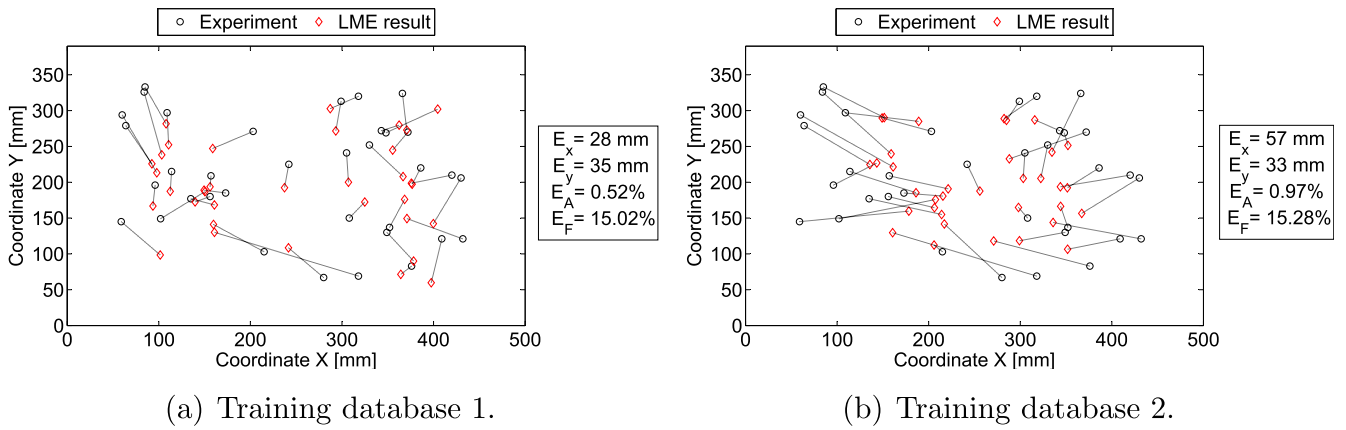 Experiment LME result
Coordinate Y [mm]
350
300
250
200
150
100
50
0
0 100 200 300 400 500
Coordinate X [mm]
E_x= 28 mm
E_y= 35 mm
E_A= 0.52%
E_F= 15.02%
(a) Training database 1.
Experiment LME result
Coordinate Y [mm]
350
300
250
200
150
100
50
0
0 100 200 300 400 500
Coordinate X [mm]
E_x= 57 mm
E_y= 33 mm
E_A= 0.97%
E_F= 15.28%
(b) Training database 2.